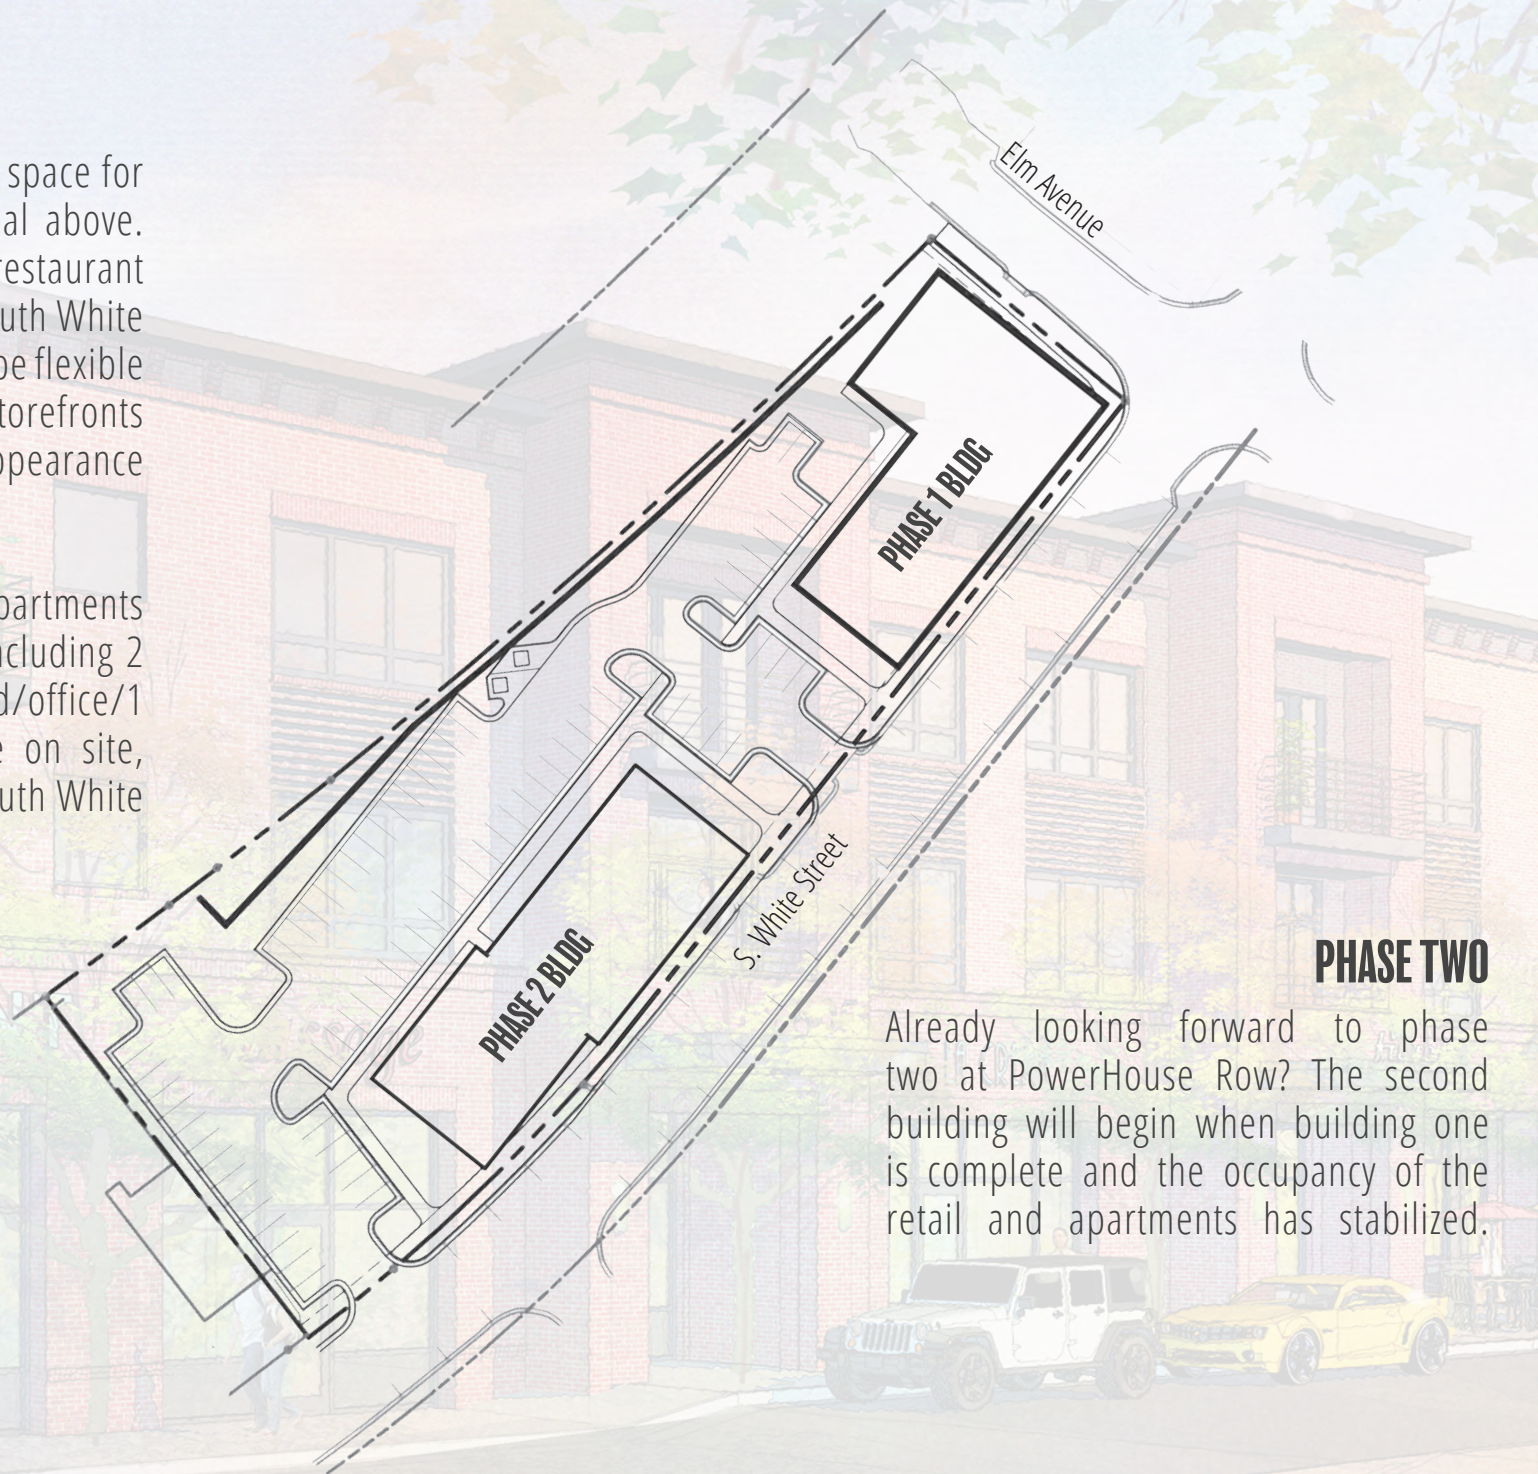 space for
al above.
restaurant
uth White
be flexible
torefronts
ppearance
partments
ncluding 2
d/office/1
e on site,
uth White
Elm Avenue
PHASE 1 BLDG
PHASE 2 BLDG
S. White Street
PHASE TWO
Already looking forward to phase
two at PowerHouse Row? The second
building will begin when building one
is complete and the occupancy of the
retail and apartments has stabilized.